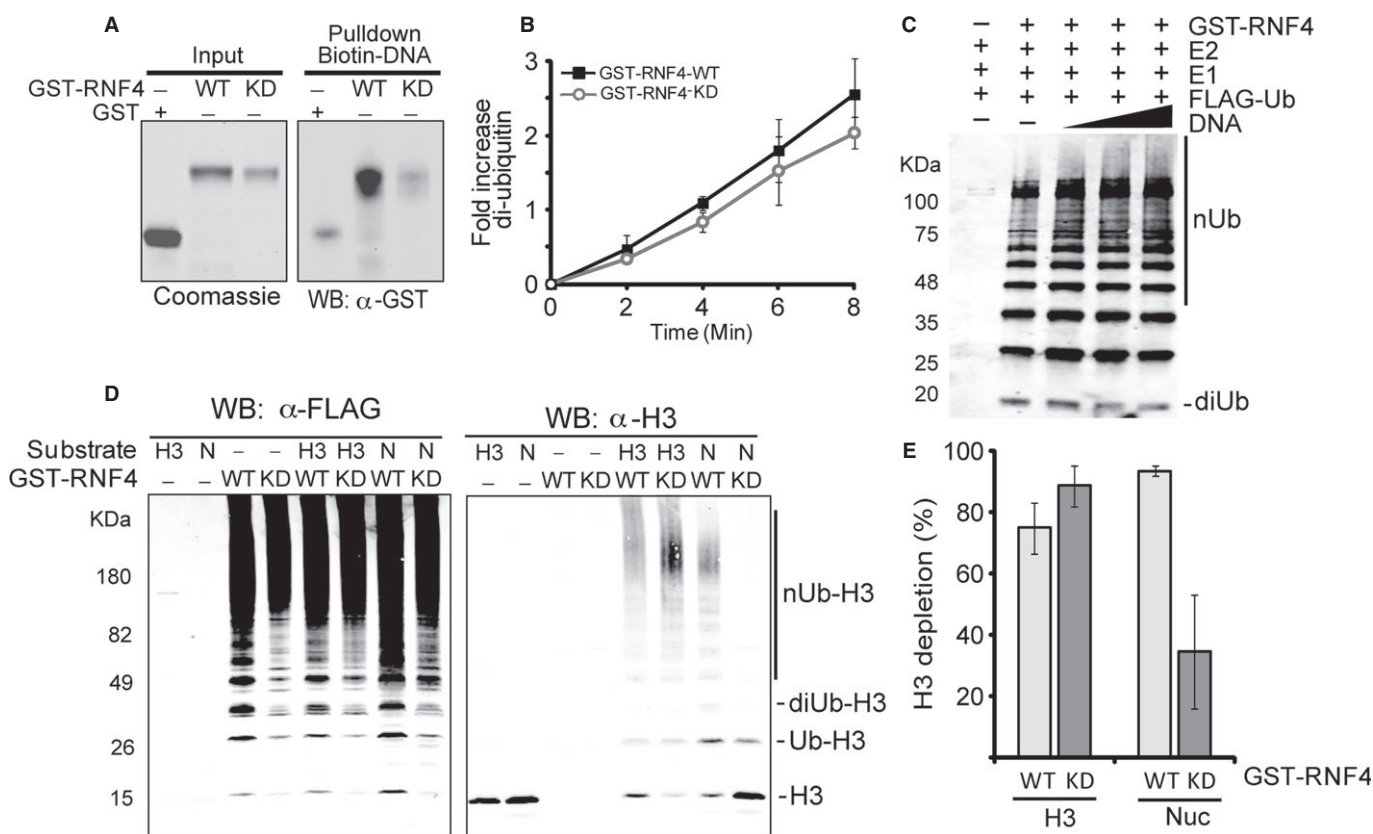 A
Input
Pulldown
Biotin-DNA
GST-RNF4 – WT KD – WT KD
GST + – – + – –
Coomassie
WB: α-GST
B
Fold increase
di-ubiquitin
3
2
1
0
GST-RNF4-WT
GST-RNF4-KD
0 2 4 6 8
Time (Min)
C
– + + + + GST-RNF4
+ + + + + E2
+ + + + + E1
+ + + + + FLAG-Ub
– – DNA
KDa
100
75
48
35
25
20
nUb
-diUb
D
WB: α-FLAG
WB: α-H3
Substrate H3 N – – H3 H3 N N H3 N – – H3 H3 N N
GST-RNF4 – – WT KD WT KD WT KD – – WT KD WT KD WT KD
KDa
180
82
49
26
15
nUb-H3
-diUb-H3
-Ub-H3
-H3
E
H3 depletion (%)
100
80
60
40
20
WT KD WT KD GST-RNF4
H3 Nuc